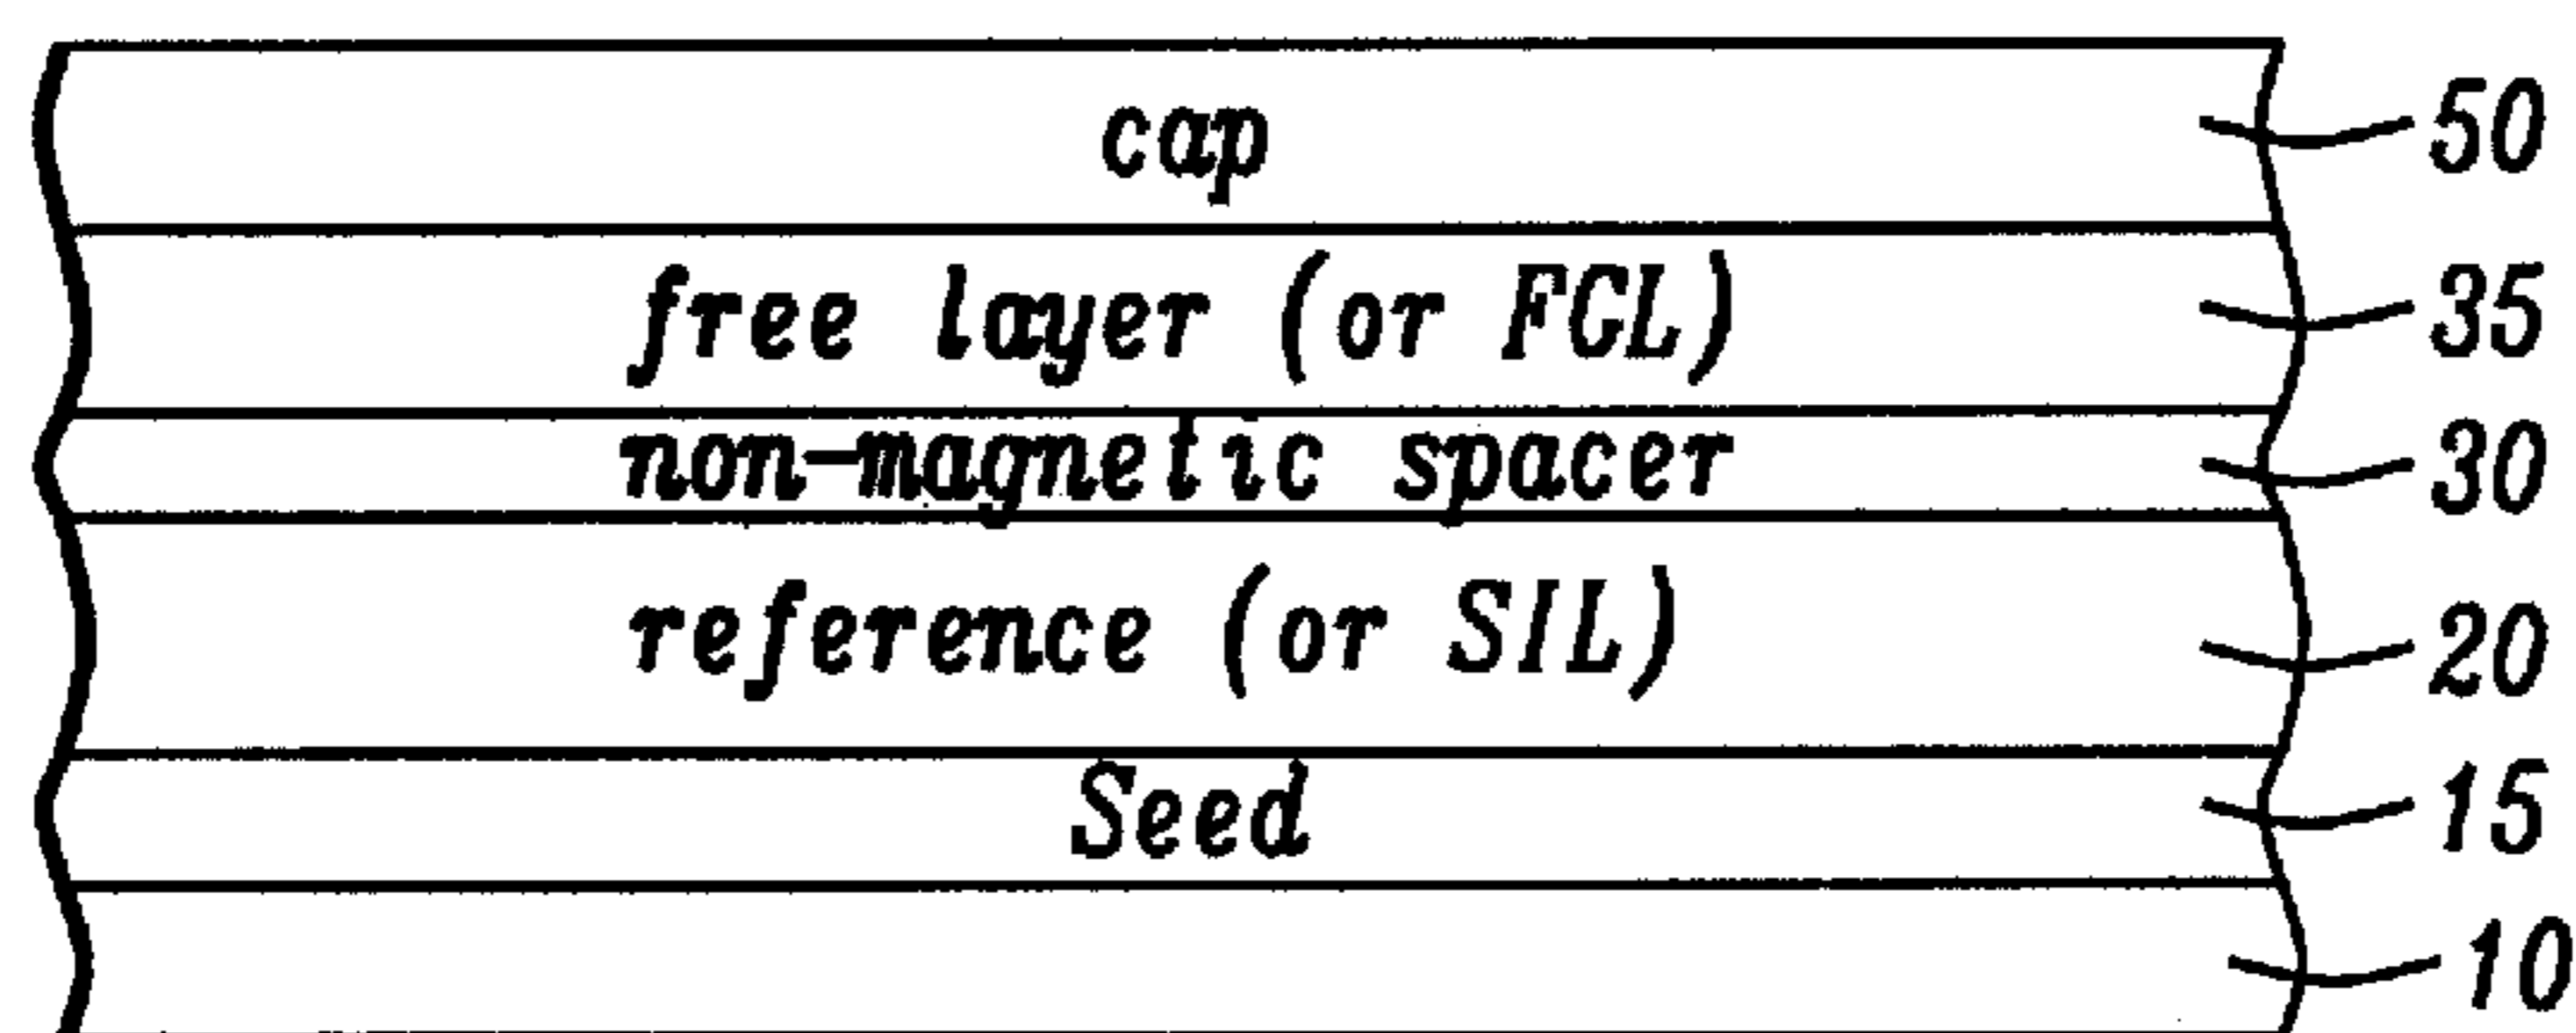 cap 50
free layer (or FGL) 35
non-magnetic spacer 30
reference (or SIL) 20
Seed 15
10